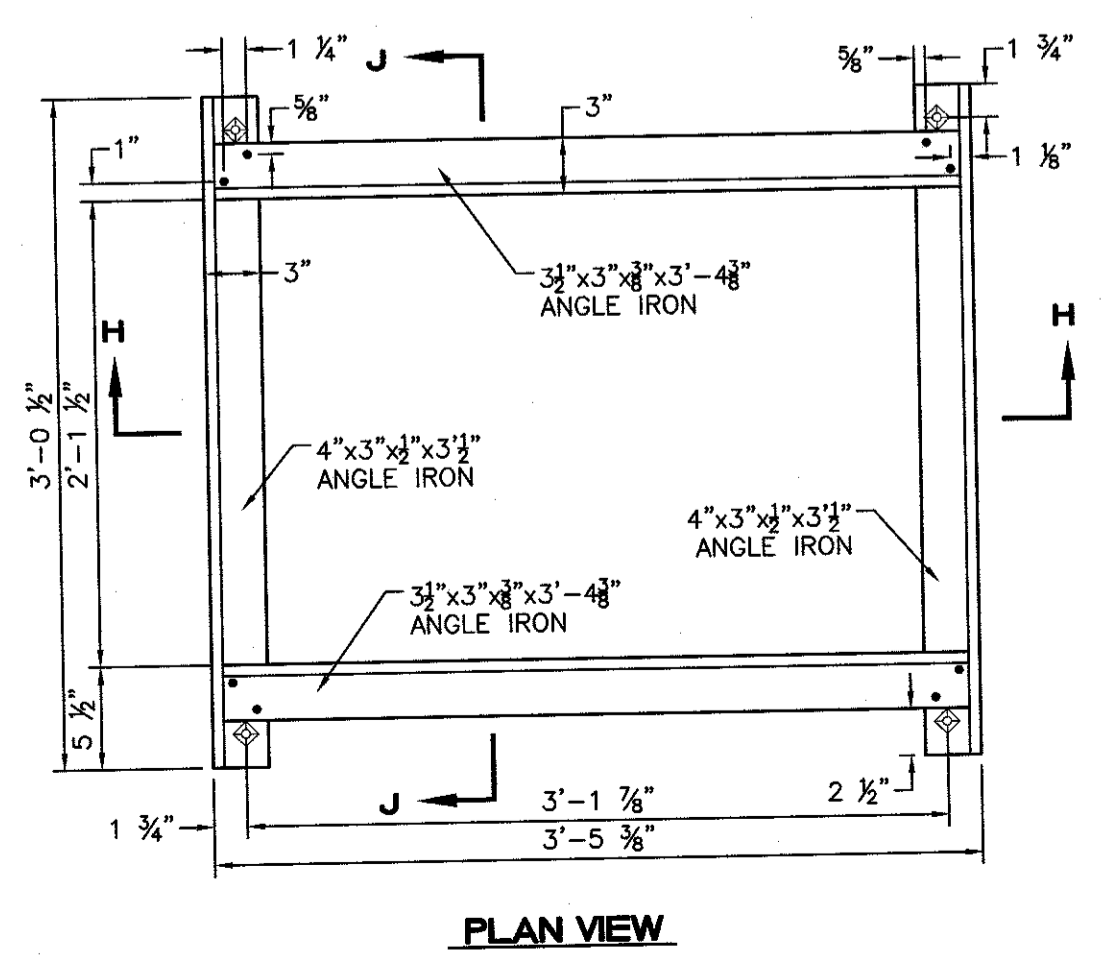 1 ¼"
J
⅝"
1 ¾"
⅝"
3"
1"
1 ⅛"
3"
3½"x3"x⅜"x3'-4⅜"
ANGLE IRON
H
H
3'-0 ½"
2'-1 ½"
4"x3"x½"x3'½"
ANGLE IRON
4"x3"x½"x3'½"
ANGLE IRON
3½"x3"x⅜"x3'-4⅜"
ANGLE IRON
5 ½"
J
2 ½"
3'-1 ⅞"
1 ¾"
3'-5 ⅜"
PLAN VIEW